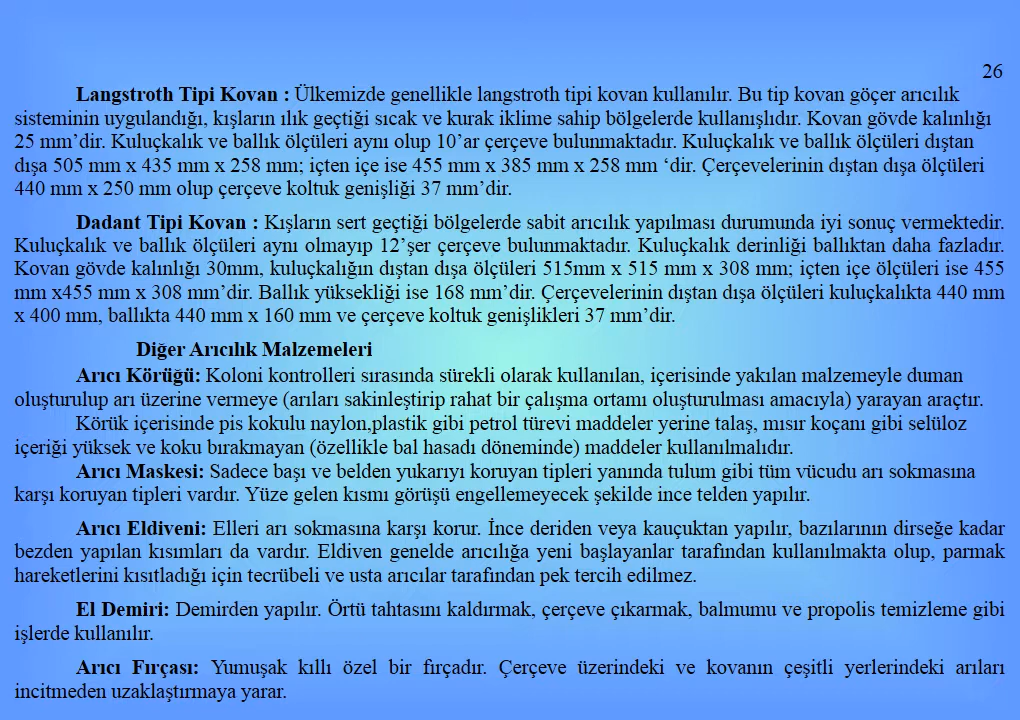 26
Langstroth Tipi Kovan : Ülkemizde genellikle langstroth tipi kovan kullanılır. Bu tip kovan göçer arıcılık
sisteminin uygulandığı, kışların ılık geçtiği sıcak ve kurak iklime sahip bölgelerde kullanışlıdır. Kovan gövde kalınlığı
25 mm’dir. Kuluçkalık ve ballık ölçüleri aynı olup 10’ar çerçeve bulunmaktadır. Kuluçkalık ve ballık ölçüleri dıştan
dışa 505 mm x 435 mm x 258 mm; içten içe ise 455 mm x 385 mm x 258 mm ‘dir. Çerçevelerinin dıştan dışa ölçüleri
440 mm x 250 mm olup çerçeve koltuk genişliği 37 mm’dir.
Dadant Tipi Kovan : Kışların sert geçtiği bölgelerde sabit arıcılık yapılması durumunda iyi sonuç vermektedir.
Kuluçkalık ve ballık ölçüleri aynı olmayıp 12’şer çerçeve bulunmaktadır. Kuluçkalık derinliği ballıktan daha fazladır.
Kovan gövde kalınlığı 30mm, kuluçkalığın dıştan dışa ölçüleri 515mm x 515 mm x 308 mm; içten içe ölçüleri ise 455
mm x455 mm x 308 mm’dir. Ballık yüksekliği ise 168 mm’dir. Çerçevelerinin dıştan dışa ölçüleri kuluçkalıkta 440 mm
x 400 mm, ballıkta 440 mm x 160 mm ve çerçeve koltuk genişlikleri 37 mm’dir.
Diğer Arıcılık Malzemeleri
Arıcı Körüğü: Koloni kontrolleri sırasında sürekli olarak kullanılan, içerisinde yakılan malzemeyle duman
oluşturulup arı üzerine vermeye (arıları sakinleştirip rahat bir çalışma ortamı oluşturulması amacıyla) yarayan araçtır.
Körük içerisinde pis kokulu naylon,plastik gibi petrol türevi maddeler yerine talaş, mısır koçanı gibi selüloz
içeriği yüksek ve koku bırakmayan (özellikle bal hasadı döneminde) maddeler kullanılmalıdır.
Arıcı Maskesi: Sadece başı ve belden yukarıyı koruyan tipleri yanında tulum gibi tüm vücudu arı sokmasına
karşı koruyan tipleri vardır. Yüze gelen kısmı görüşü engellemeyecek şekilde ince telden yapılır.
Arıcı Eldiveni: Elleri arı sokmasına karşı korur. İnce deriden veya kauçuktan yapılır, bazılarının dirseğe kadar
bezden yapılan kısımları da vardır. Eldiven genelde arıcılığa yeni başlayanlar tarafından kullanılmakta olup, parmak
hareketlerini kısıtladığı için tecrübeli ve usta arıcılar tarafından pek tercih edilmez.
El Demiri: Demirden yapılır. Örtü tahtasını kaldırmak, çerçeve çıkarmak, balmumu ve propolis temizleme gibi
işlerde kullanılır.
Arıcı Fırçası: Yumuşak kıllı özel bir fırçadır. Çerçeve üzerindeki ve kovanın çeşitli yerlerindeki arıları
incitmeden uzaklaştırmaya yarar.